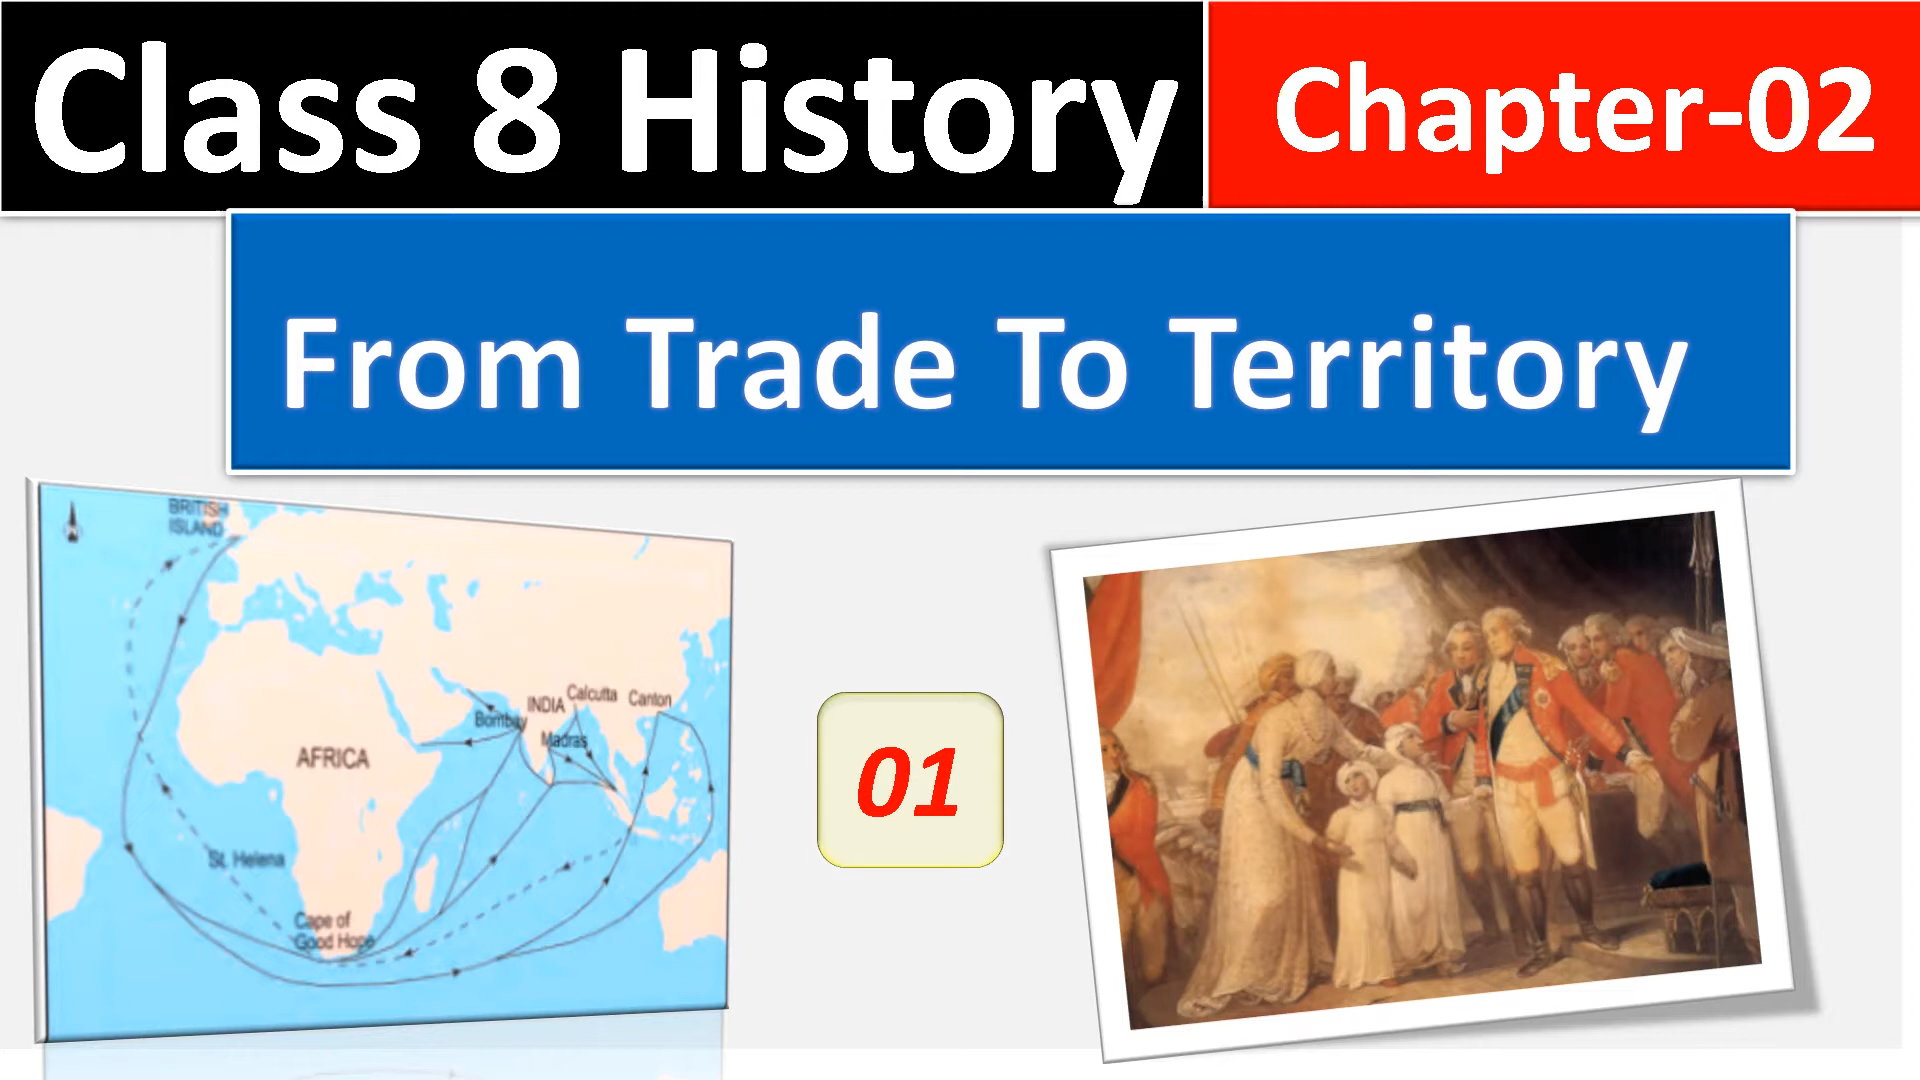 Class 8 History
Chapter-02
From Trade To Territory
BRITISH
ISLAND
INDIA
Calcutta
Canton
Bombay
Madras
AFRICA
St. Helena
Cape of
Good Hope
01